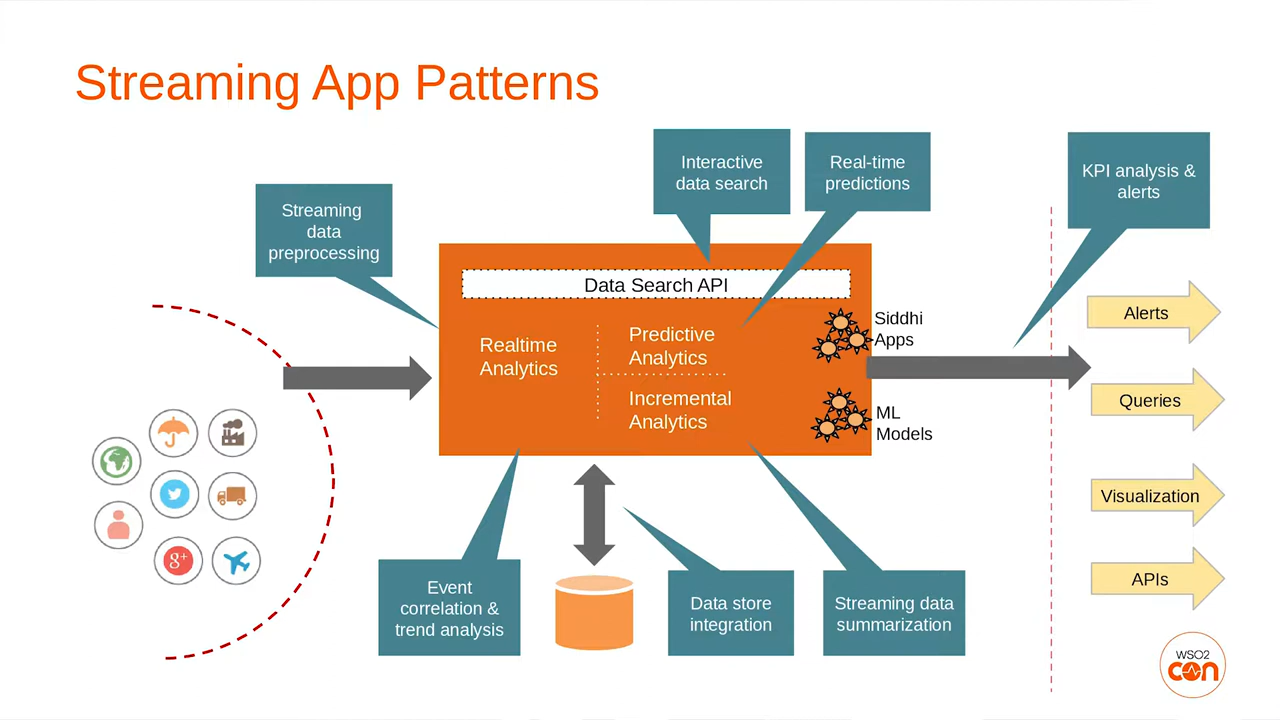 Streaming App Patterns
Interactive
data search
Real-time
predictions
KPI analysis &
alerts
Streaming
data
preprocessing
Data Search API
Realtime
Analytics
Predictive
Analytics
Incremental
Analytics
Siddhi
Apps
ML
Models
Alerts
Queries
Visualization
APIs
g+
Event
correlation &
trend analysis
Data store
integration
Streaming data
summarization
WSO2
con